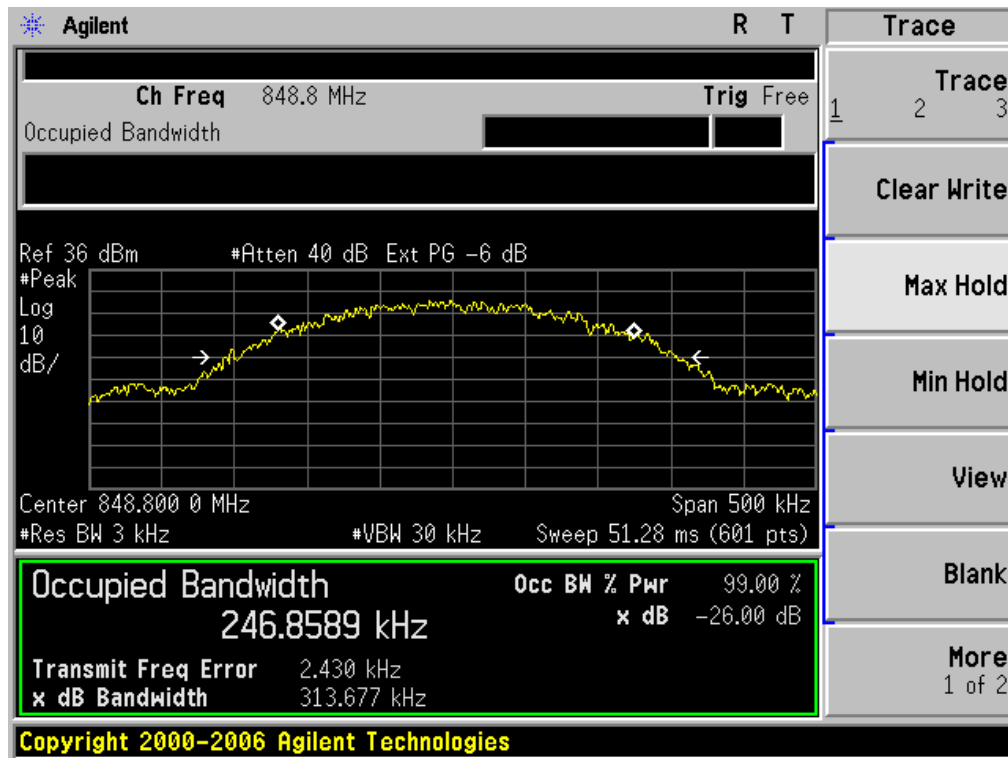 Agilent R T
Trace
Ch Freq 848.8 MHz Trig Free
Occupied Bandwidth
Trace
1 2 3
Clear Write
Ref 36 dBm #Atten 40 dB Ext PG -6 dB
#Peak
Log
10
dB/
Max Hold
Min Hold
View
Center 848.800 0 MHz Span 500 kHz
#Res BW 3 kHz #VBW 30 kHz Sweep 51.28 ms (601 pts)
Occupied Bandwidth
246.8589 kHz
Occ BW % Pwr 99.00 %
x dB -26.00 dB
Transmit Freq Error 2.430 kHz
x dB Bandwidth 313.677 kHz
Blank
More
1 of 2
Copyright 2000-2006 Agilent Technologies